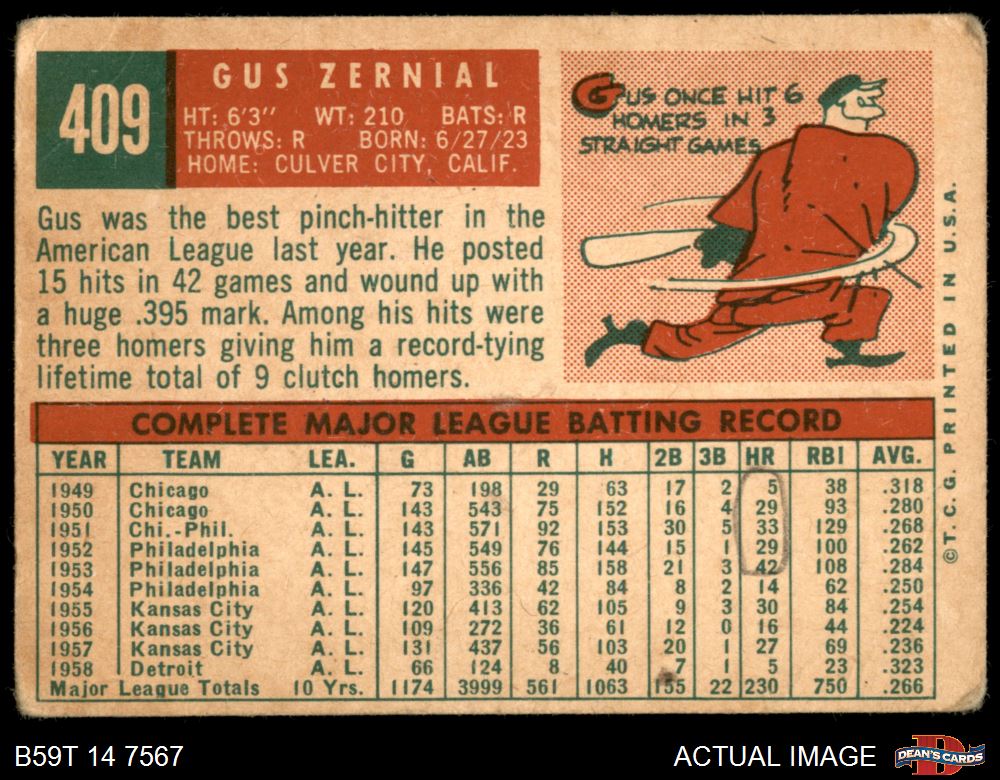 409
GUS ZERNIAL
HT: 6'3" WT: 210 BATS: R
THROWS: R BORN: 6/27/23
HOME: CULVER CITY, CALIF.
GUS ONCE HIT 6
HOMERS IN 3
STRAIGHT GAMES
Gus was the best pinch-hitter in the
American League last year. He posted
15 hits in 42 games and wound up with
a huge .395 mark. Among his hits were
three homers giving him a record-tying
lifetime total of 9 clutch homers.
©T.C.G. PRINTED IN U.S.A.
COMPLETE MAJOR LEAGUE BATTING RECORD
YEAR TEAM LEA. G AB R H 2B 3B HR RBI AVG.
1949 Chicago A. L. 73 198 29 63 17 2 5 38 .318
1950 Chicago A. L. 143 543 75 152 16 4 29 93 .280
1951 Chi.-Phil. A. L. 143 571 92 153 30 5 33 129 .268
1952 Philadelphia A. L. 145 549 76 144 15 1 29 100 .262
1953 Philadelphia A. L. 147 556 85 158 21 3 42 108 .284
1954 Philadelphia A. L. 97 336 42 84 8 2 14 62 .250
1955 Kansas City A. L. 120 413 62 105 9 3 30 84 .254
1956 Kansas City A. L. 109 272 36 61 12 0 16 44 .224
1957 Kansas City A. L. 131 437 56 103 20 1 27 69 .236
1958 Detroit A. L. 66 124 8 40 7 1 5 23 .323
Major League Totals 10 Yrs. 1174 3999 561 1063 155 22 230 750 .266
B59T 14 7567
ACTUAL IMAGE
DEAN'S CARDS